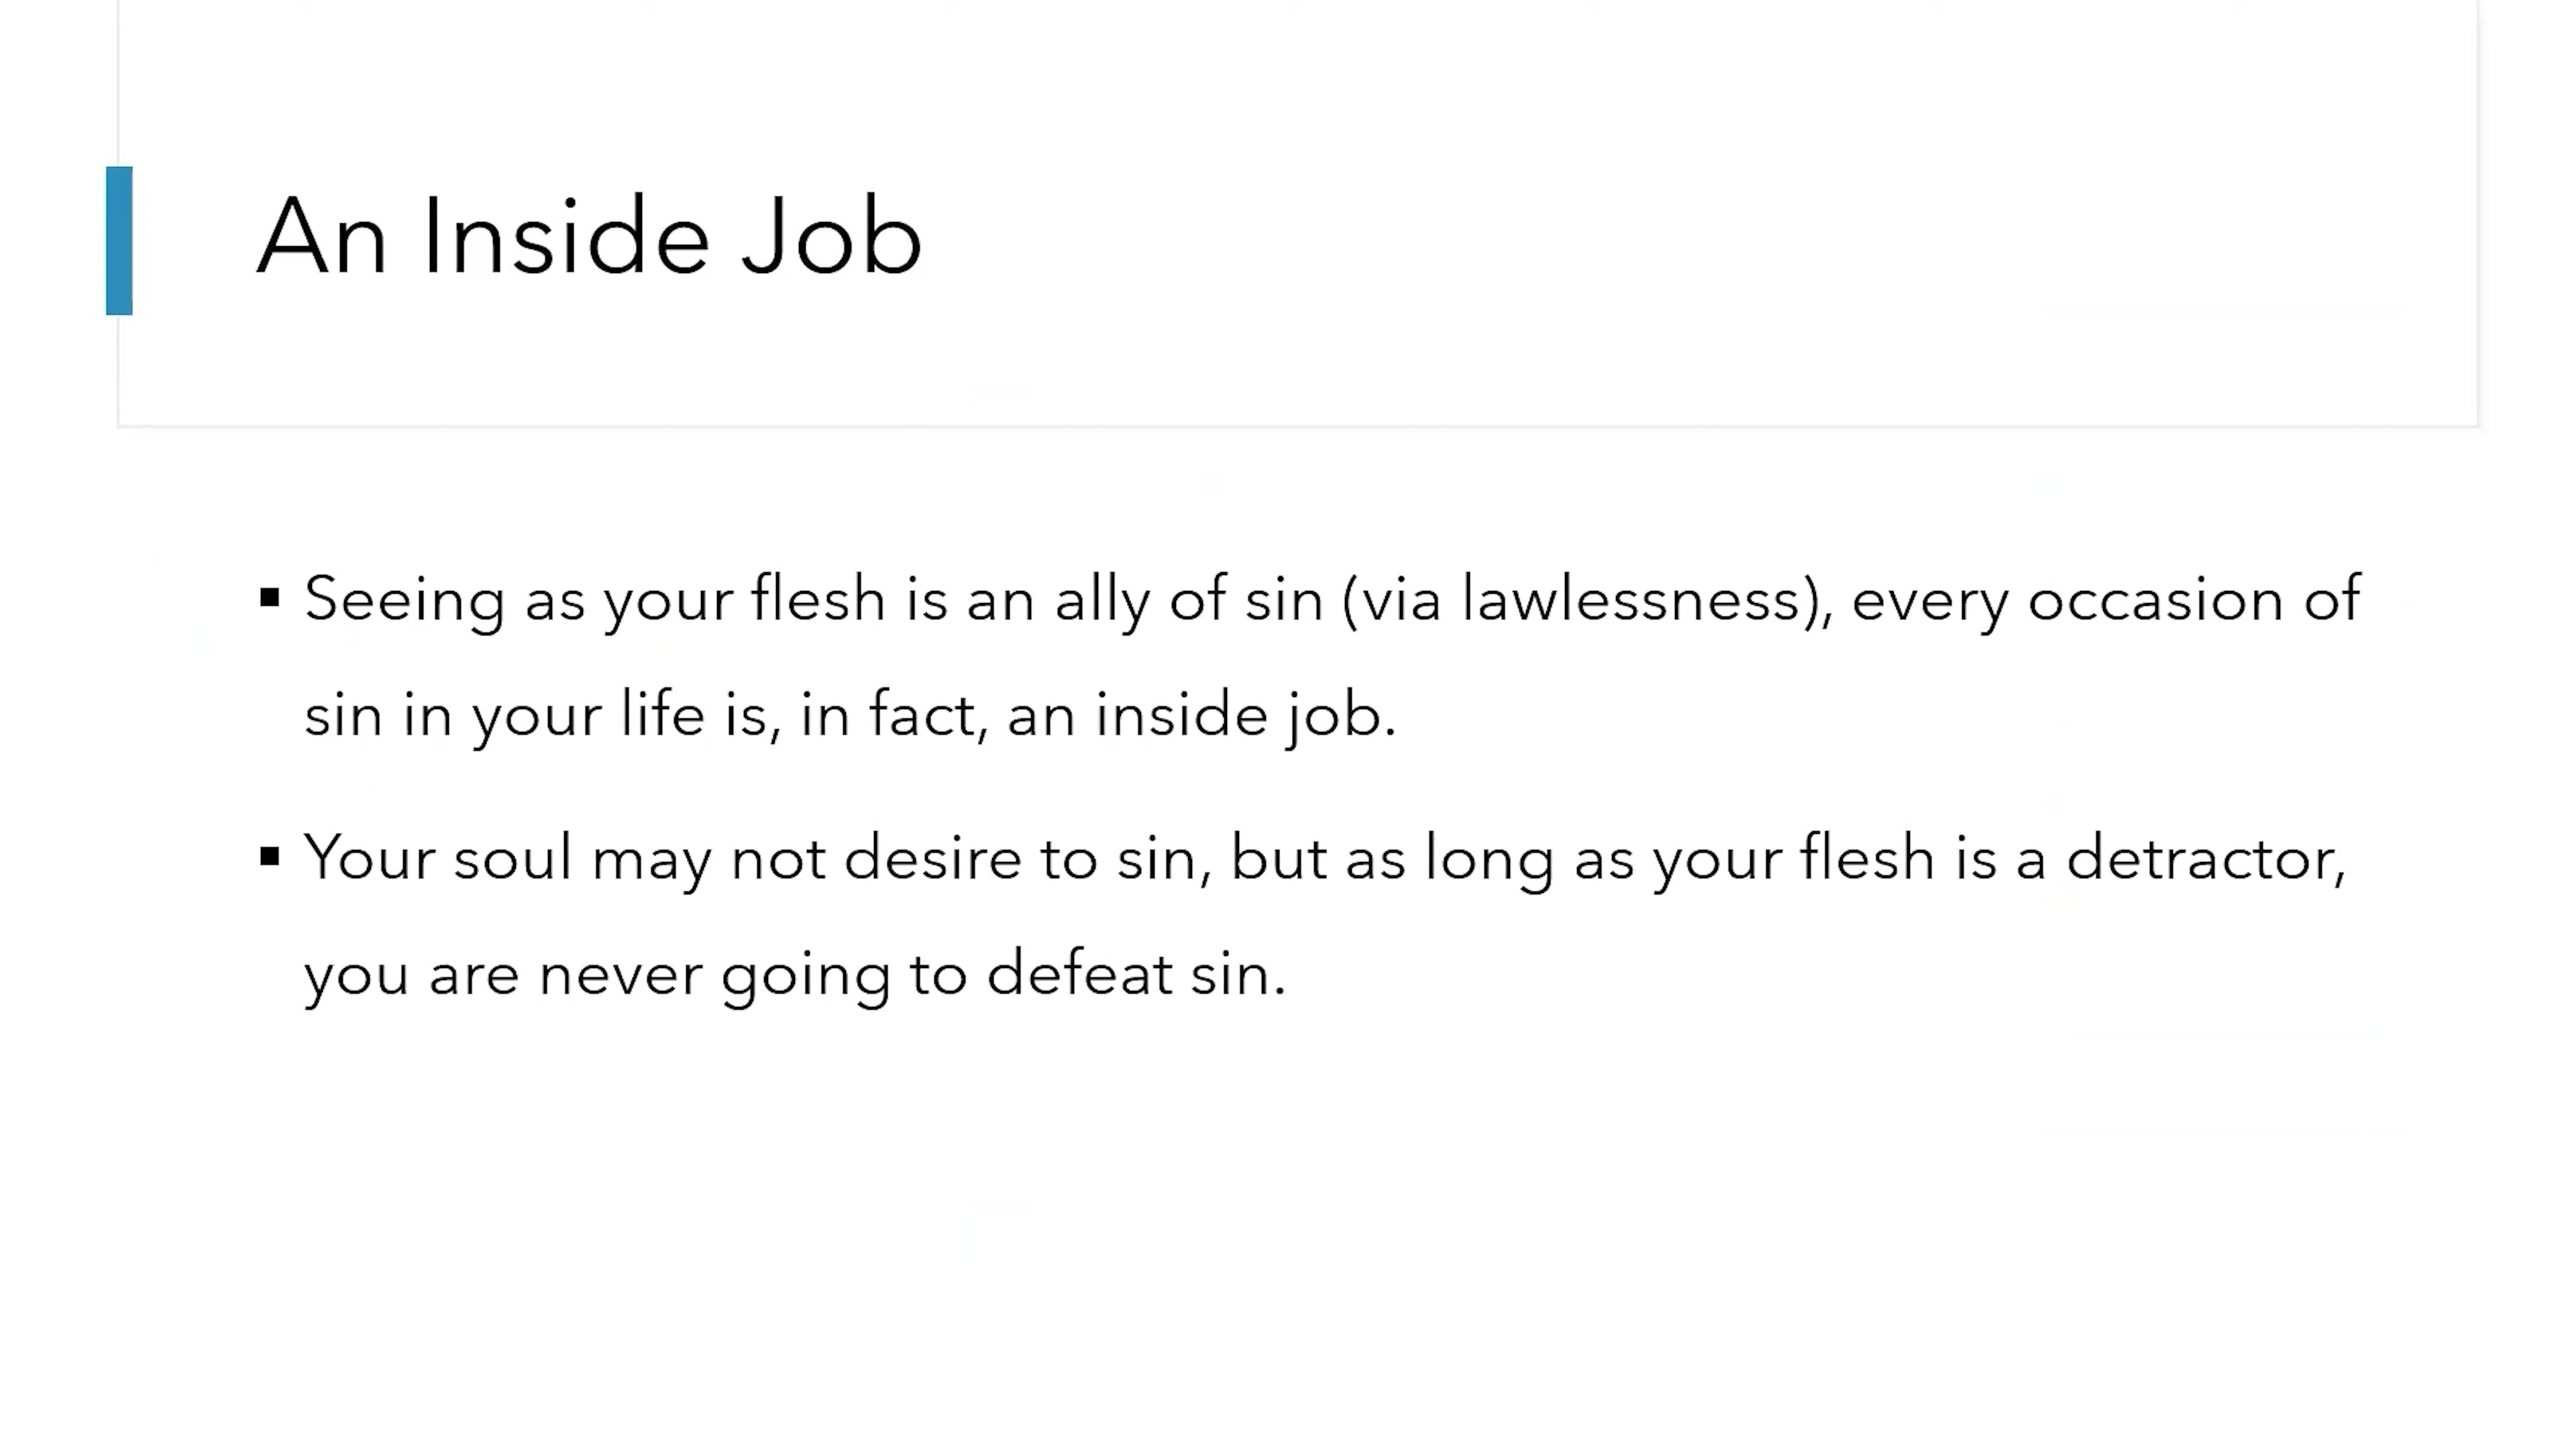 An Inside Job
▪ Seeing as your flesh is an ally of sin (via lawlessness), every occasion of
sin in your life is, in fact, an inside job.
▪ Your soul may not desire to sin, but as long as your flesh is a detractor,
you are never going to defeat sin.